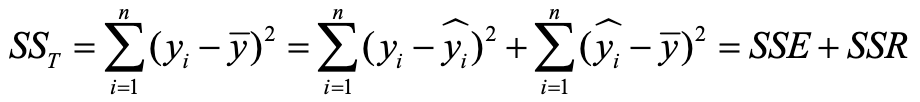 $SS_T = \sum_{i=1}^{n} (y_i - \overline{y})^2 = \sum_{i=1}^{n} (y_i - \widehat{y_i})^2 + \sum_{i=1}^{n} (\widehat{y_i} - \overline{y})^2 = SSE + SSR$